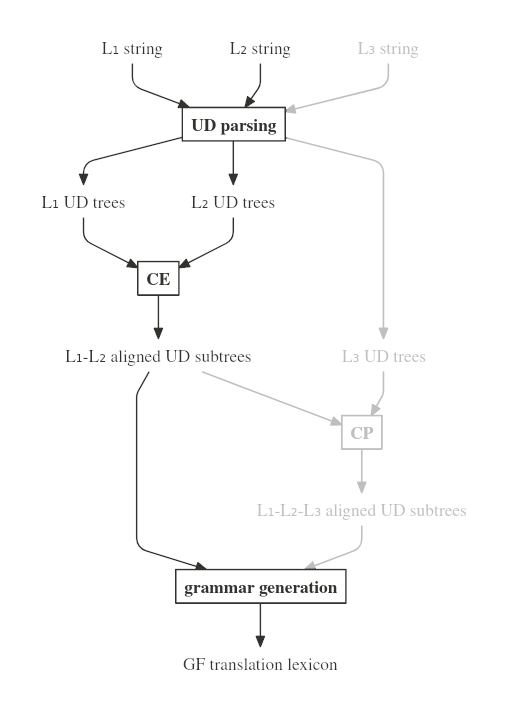 L₁ string
L₂ string
L₃ string
UD parsing
L₁ UD trees
L₂ UD trees
CE
L₁-L₂ aligned UD subtrees
L₃ UD trees
CP
L₁-L₂-L₃ aligned UD subtrees
grammar generation
GF translation lexicon